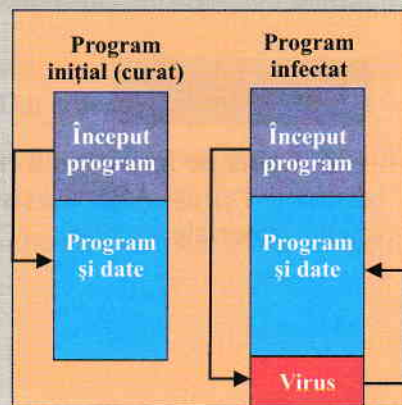 Program
inițial (curat)
Început
program
Program
și date
Program
infectat
Început
program
Program
și date
Virus